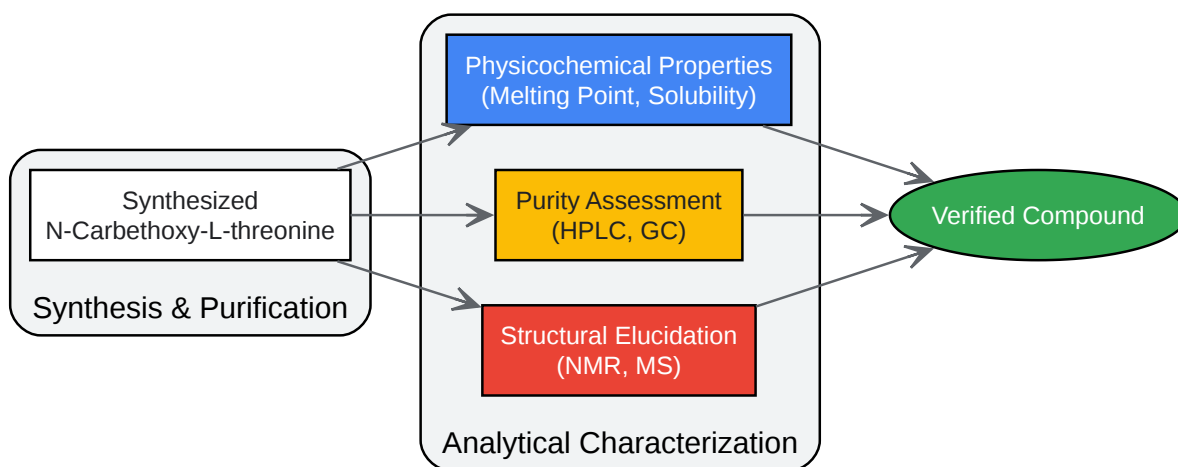 Synthesized
N-Carbethoxy-L-threonine
Synthesis & Purification
Physicochemical Properties
(Melting Point, Solubility)
Purity Assessment
(HPLC, GC)
Structural Elucidation
(NMR, MS)
Analytical Characterization
Verified Compound